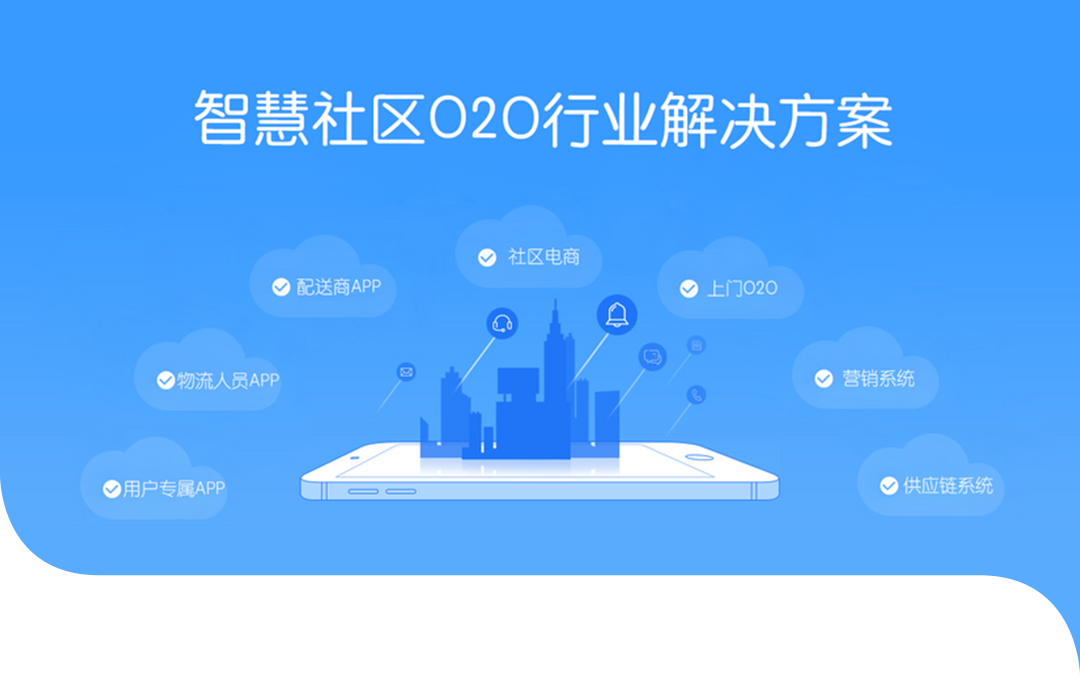 智慧社区O2O行业解决方案
社区电商
配送商APP
上门O2O
物流人员APP
营销系统
用户专属APP
供应链系统